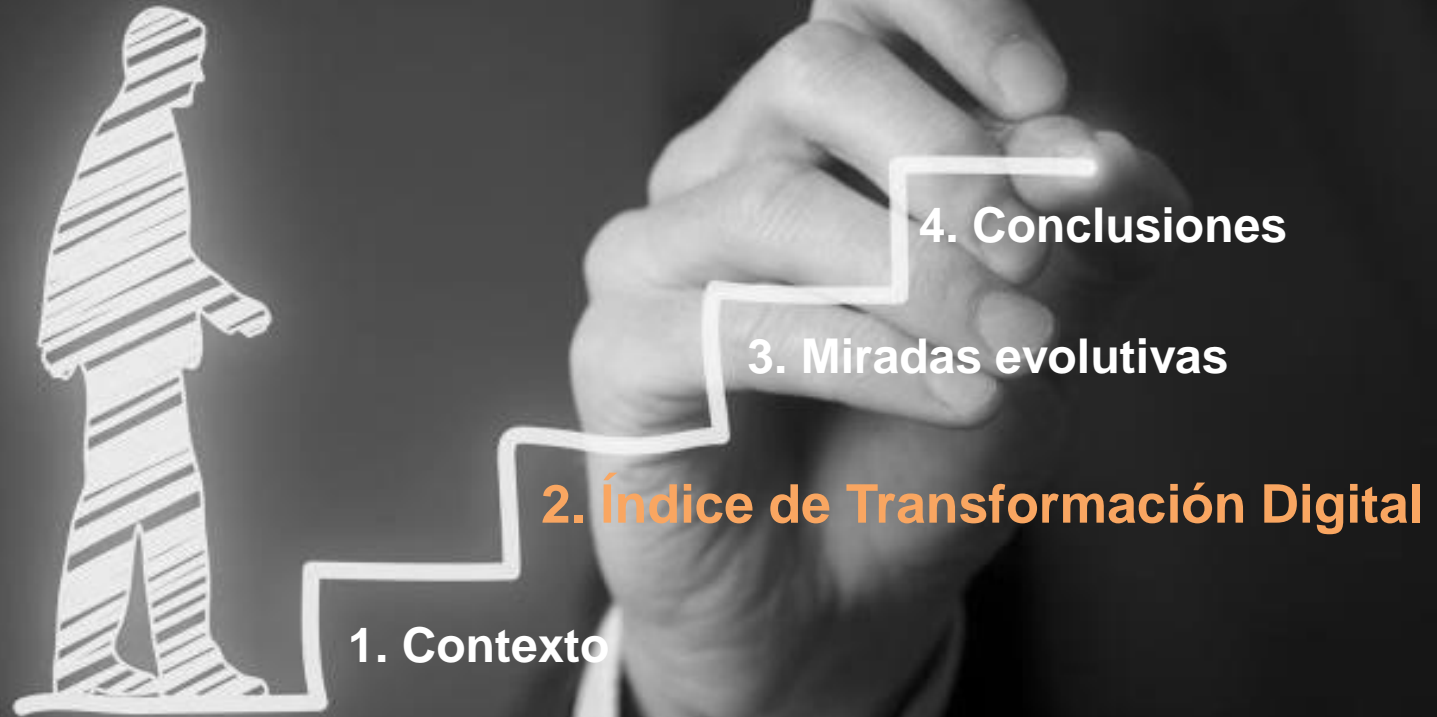 4. Conclusiones
3. Miradas evolutivas
2. Índice de Transformación Digital
1. Contexto